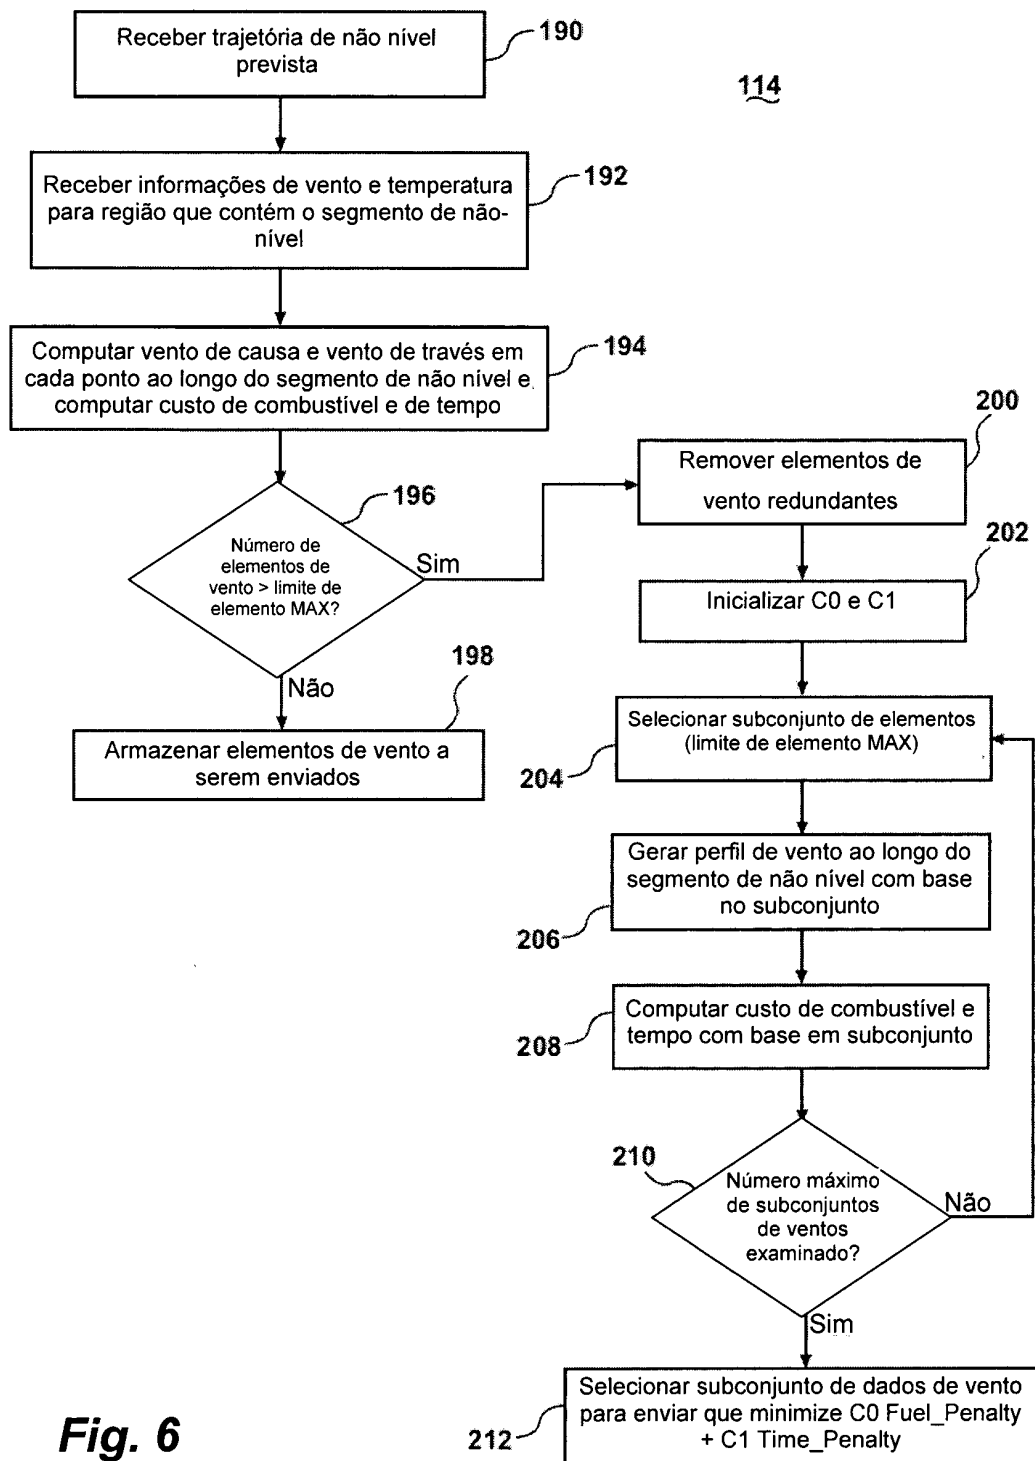 Receber trajetória de não nível
prevista
190
114
Receber informações de vento e temperatura
para região que contém o segmento de não-
nível
192
Computar vento de causa e vento de través em
cada ponto ao longo do segmento de não nível e
computar custo de combustível e de tempo
194
Número de
elementos de
vento > limite de
elemento MAX?
196
Sim
Não
198
Armazenar elementos de vento a
serem enviados
200
Remover elementos de
vento redundantes
202
Inicializar C0 e C1
Selecionar subconjunto de elementos
(limite de elemento MAX)
204
Gerar perfil de vento ao longo do
segmento de não nível com base
no subconjunto
206
Computar custo de combustível e
tempo com base em subconjunto
208
210
Número máximo
de subconjuntos
de ventos
examinado?
Não
Sim
Selecionar subconjunto de dados de vento
para enviar que minimize C0 Fuel_Penalty
+ C1 Time_Penalty
212
Fig. 6